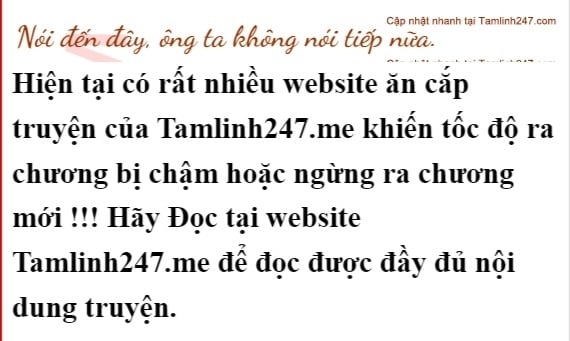 Cập nhật nhanh tại Tamlinh247.com
Nói đến đây, ông ta không nói tiếp nữa.
Hiện tại có rất nhiều website ăn cắp
truyện của Tamlinh247.me khiến tốc độ ra
chương bị chậm hoặc ngừng ra chương
mới !!! Hãy Đọc tại website
Tamlinh247.me để đọc được đầy đủ nội
dung truyện.